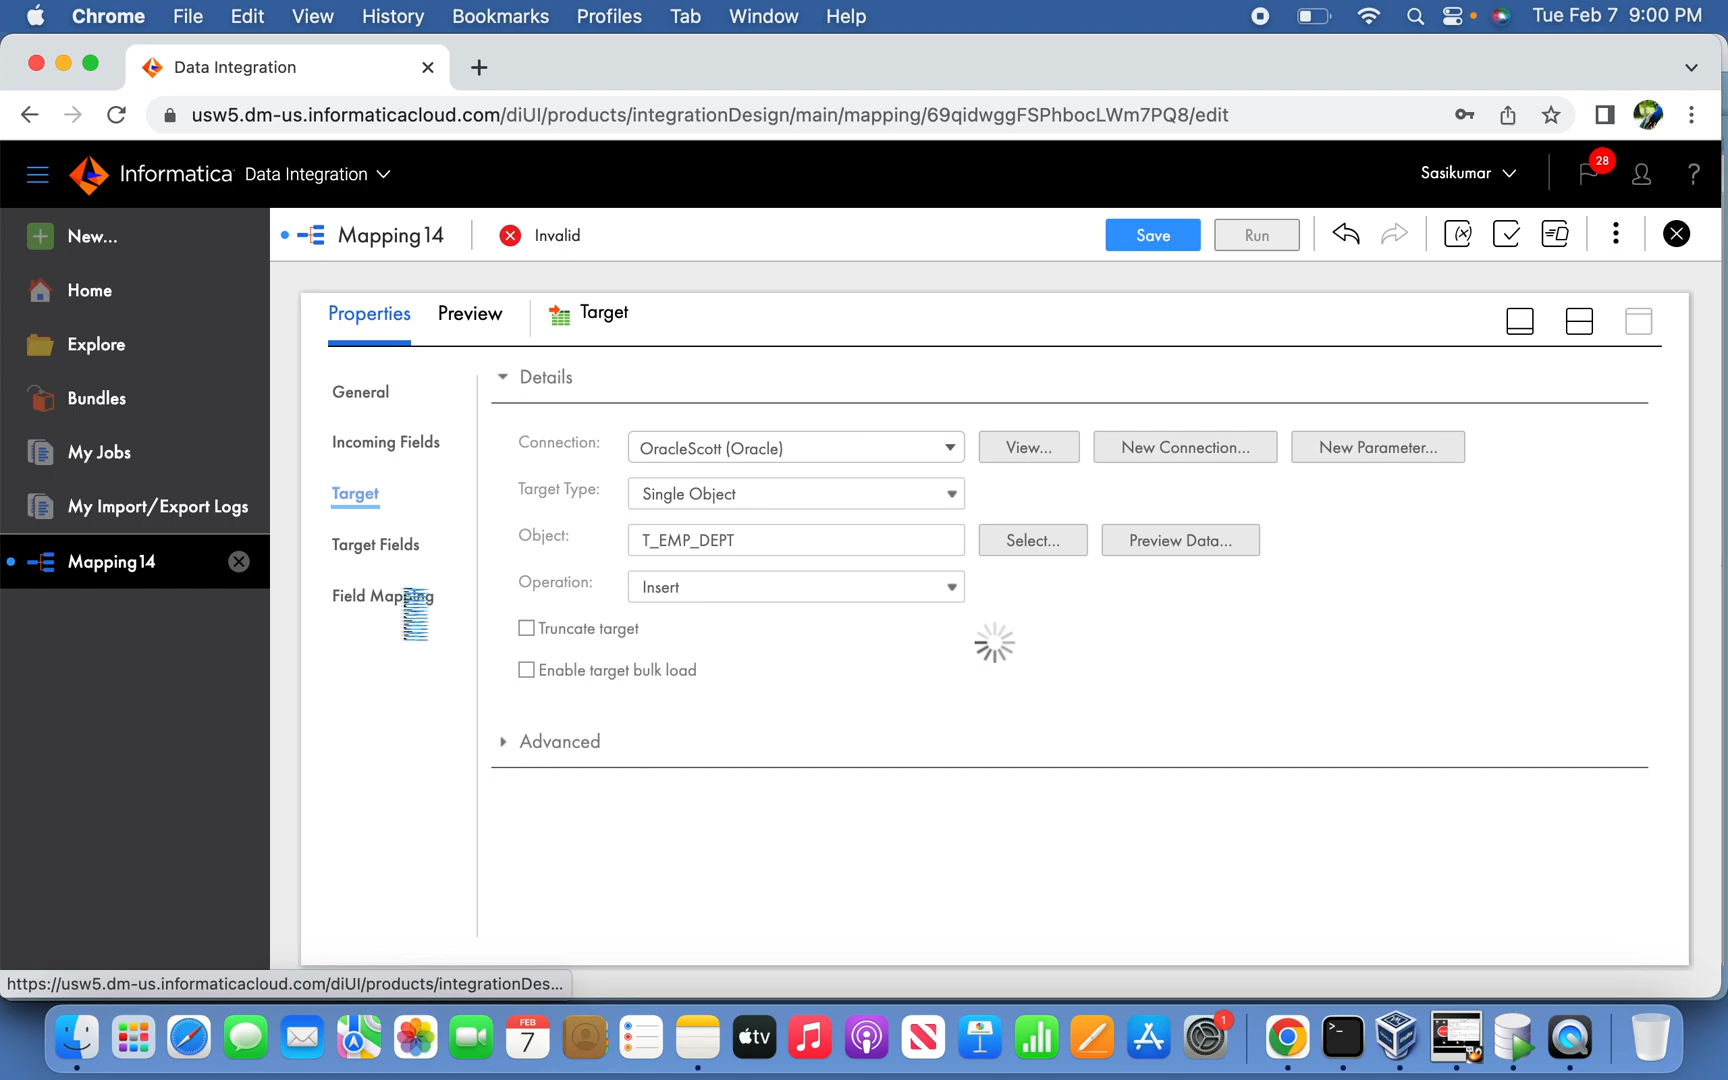 Chrome File Edit View History Bookmarks Profiles Tab Window Help Tue Feb 7 9:00 PM
Data Integration
usw5.dm-us.informaticacloud.com/diUI/products/integrationDesign/main/mapping/69qidwggFSPhbocLWm7PQ8/edit
Informatica Data Integration Sasikumar 28 ?
New... Mapping14 Invalid Save Run
Home
Properties Preview Target
Explore
Details
General
Bundles
Incoming Fields Connection: OracleScott (Oracle) View... New Connection... New Parameter...
My Jobs
Target Target Type: Single Object
My Import/Export Logs
Target Fields Object: T_EMP_DEPT Select... Preview Data...
Mapping14
Field Mapping Operation: Insert
Truncate target
Enable target bulk load
Advanced
https://usw5.dm-us.informaticacloud.com/diUI/products/integrationDes...
FEB
7
tv
1